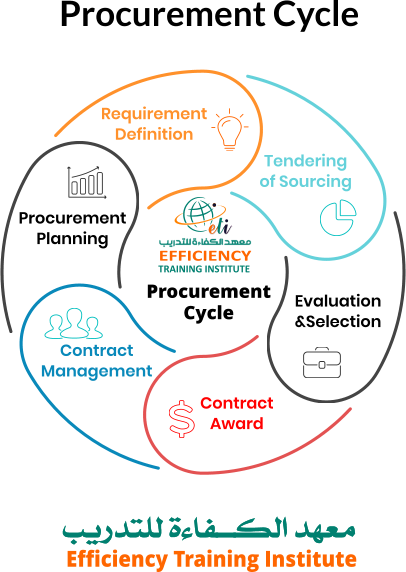 Procurement Cycle
Requirement
Definition
Tendering
of Sourcing
Procurement
Planning
eti
معهد الكفاءة للتدريب
EFFICIENCY
TRAINING INSTITUTE
Procurement
Cycle
Evaluation
&Selection
Contract
Management
$
Contract
Award
معهد الكفاءة للتدريب
Efficiency Training Institute